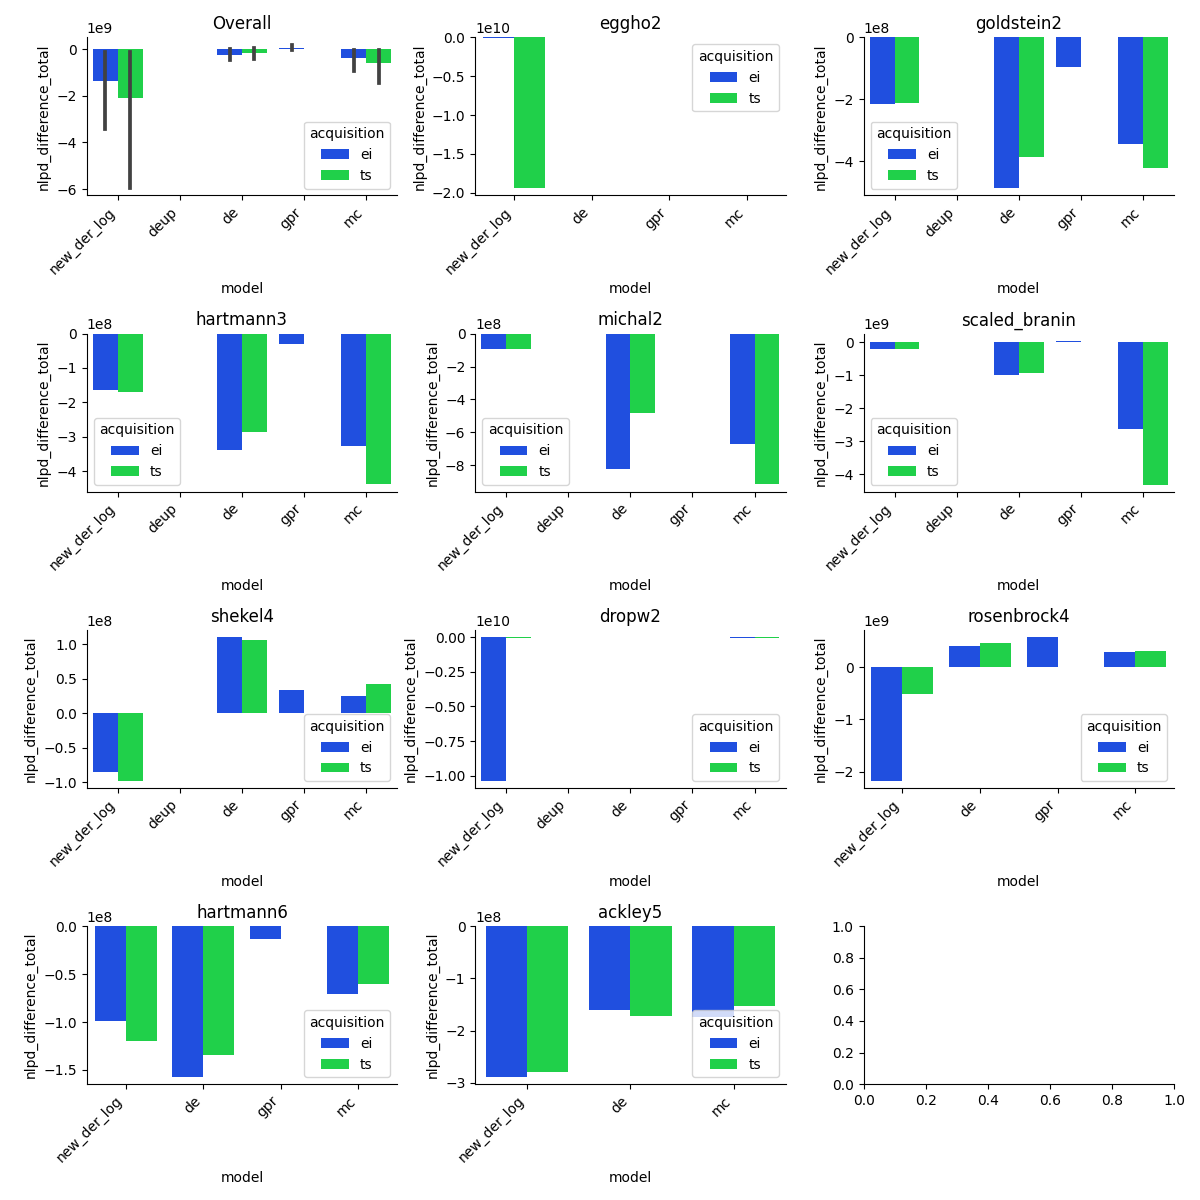 Overall
1e9
nlpd_difference_total
0
−2
−4
−6
acquisition
ei
ts
new_der_log
deup
de
gpr
mc
model
eggho2
1e10
nlpd_difference_total
0.0
−0.5
−1.0
−1.5
−2.0
acquisition
ei
ts
new_der_log
de
gpr
mc
model
goldstein2
1e8
nlpd_difference_total
0
−2
−4
acquisition
ei
ts
new_der_log
deup
de
gpr
mc
model
hartmann3
1e8
nlpd_difference_total
0
−1
−2
−3
−4
acquisition
ei
ts
new_der_log
deup
de
gpr
mc
model
michal2
1e8
nlpd_difference_total
0
−2
−4
−6
−8
acquisition
ei
ts
new_der_log
deup
de
gpr
mc
model
scaled_branin
1e9
nlpd_difference_total
0
−1
−2
−3
−4
acquisition
ei
ts
new_der_log
deup
de
gpr
mc
model
shekel4
1e8
nlpd_difference_total
1.0
0.5
0.0
−0.5
−1.0
acquisition
ei
ts
new_der_log
deup
de
gpr
mc
model
dropw2
1e10
nlpd_difference_total
0.00
−0.25
−0.50
−0.75
−1.00
acquisition
ei
ts
new_der_log
deup
de
gpr
mc
model
rosenbrock4
1e9
nlpd_difference_total
0
−1
−2
acquisition
ei
ts
new_der_log
de
gpr
mc
model
hartmann6
1e8
nlpd_difference_total
0.0
−0.5
−1.0
−1.5
acquisition
ei
ts
new_der_log
de
gpr
mc
model
ackley5
1e8
nlpd_difference_total
0
−1
−2
−3
acquisition
ei
ts
new_der_log
de
mc
model
1.0
0.8
0.6
0.4
0.2
0.0
0.0 0.2 0.4 0.6 0.8 1.0